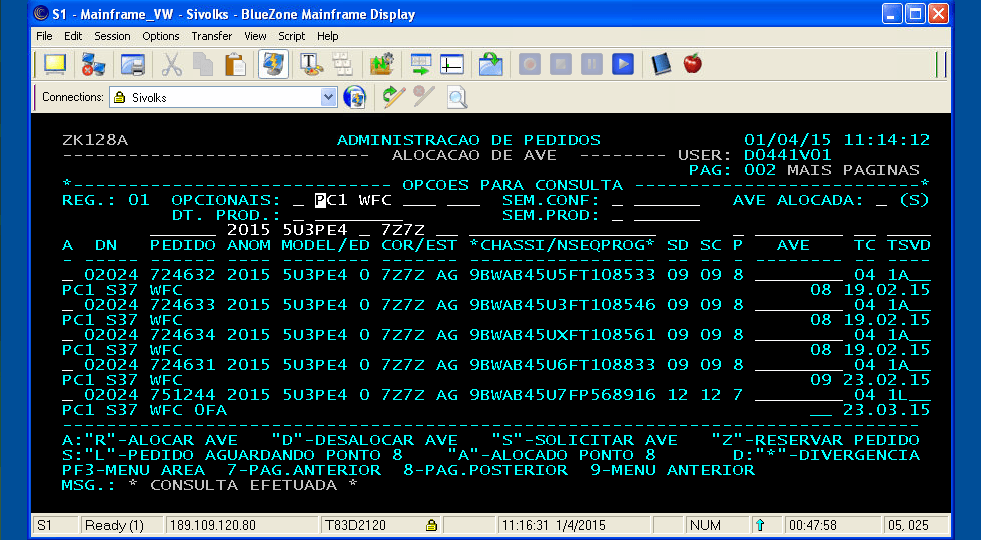 S1 - Mainframe_VW - Sivolks - BlueZone Mainframe Display
File Edit Session Options Transfer View Script Help
Connections: Sivolks
ZK128A ADMINISTRACAO DE PEDIDOS 01/04/15 11:14:12
---------------------------- ALOCACAO DE AVE -------- USER: D0441V01
PAG: 002 MAIS PAGINAS
*----------------------------- OPCOES PARA CONSULTA ---------------------------*
REG.: 01 OPCIONAIS: _ PC1 WFC ___ ___ SEM.CONF: _ ______ AVE ALOCADA: _ (S)
DT. PROD.: _ ________ SEM.PROD: _ ______
______ 2015 5U3PE4 _ 7Z7Z __ _________________ __ __ _ ________ __ ____
A DN PEDIDO ANOM MODEL/ED COR/EST *CHASSI/NSEQPROG* SD SC P AVE TC TSVD
- ----- ------ ---- ------ - ---- -- ----------------- -- -- - -------- -- ----
_ 02024 724632 2015 5U3PE4 0 7Z7Z AG 9BWAB45U5FT108533 09 09 8 ________ 04 1A__
PC1 S37 WFC 08 19.02.15
_ 02024 724633 2015 5U3PE4 0 7Z7Z AG 9BWAB45U3FT108546 09 09 8 ________ 04 1A__
PC1 S37 WFC 08 19.02.15
_ 02024 724634 2015 5U3PE4 0 7Z7Z AG 9BWAB45UXFT108561 09 09 8 ________ 04 1A__
PC1 S37 WFC 08 19.02.15
_ 02024 724631 2015 5U3PE4 0 7Z7Z AG 9BWAB45U6FT108833 09 09 8 ________ 04 1A__
PC1 S37 WFC 09 23.02.15
_ 02024 751244 2015 5U3PE4 0 7Z7Z AG 9BWAB45U7FP568916 12 12 7 ________ 04 1L__
PC1 S37 WFC 0FA __ 23.03.15
------------------------------------------------------------------------------
A:"R"-ALOCAR AVE "D"-DESALOCAR AVE "S"-SOLICITAR AVE "Z"-RESERVAR PEDIDO
S:"L"-PEDIDO AGUARDANDO PONTO 8 "A"-ALOCADO PONTO 8 D:"*"-DIVERGENCIA
PF3-MENU AREA 7-PAG.ANTERIOR 8-PAG.POSTERIOR 9-MENU ANTERIOR
MSG.: * CONSULTA EFETUADA *
S1 Ready (1) 189.109.120.80 T83D2120 11:16:31 1/4/2015 NUM 00:47:58 05, 025